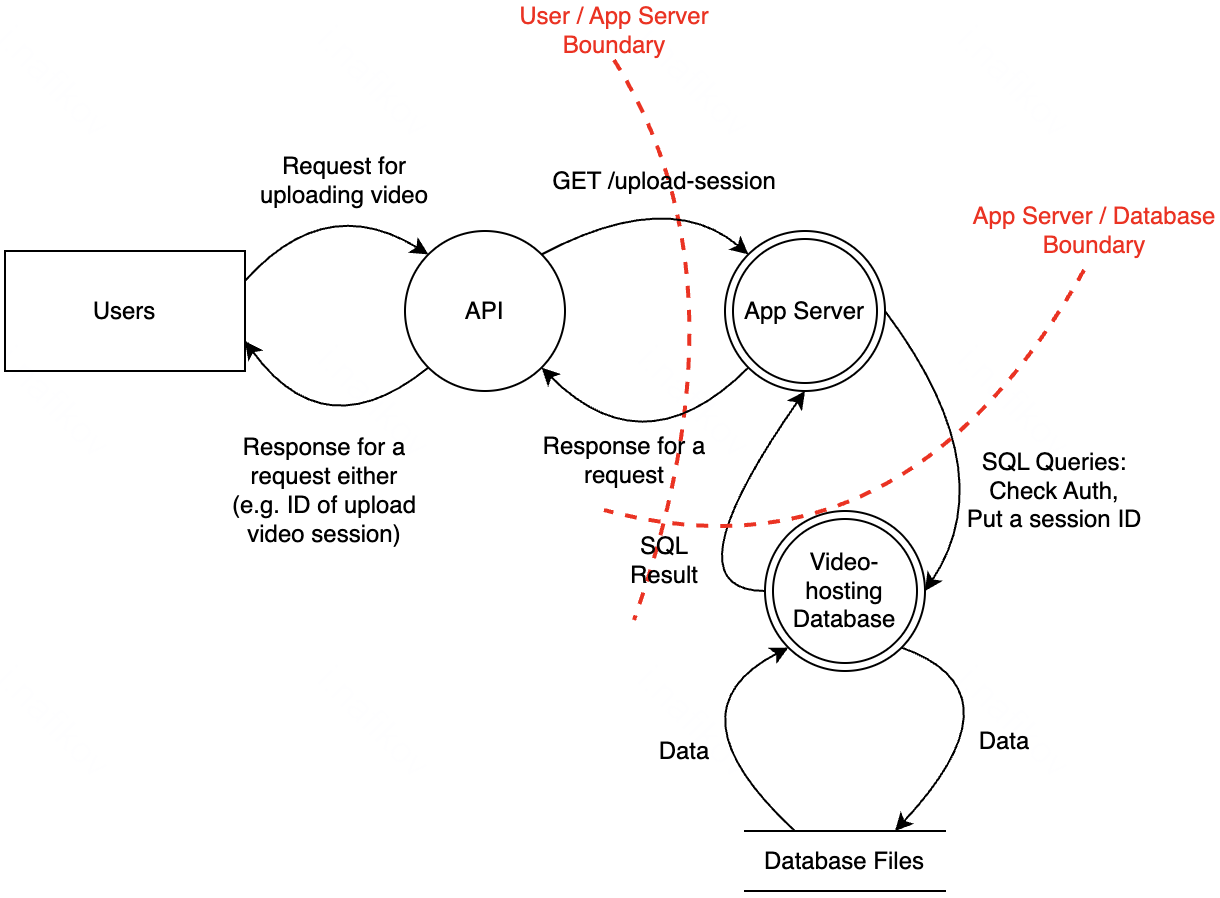 User / App Server
Boundary
Request for
uploading video
GET /upload-session
App Server / Database
Boundary
Users
API
App Server
Response for a
request either
(e.g. ID of upload
video session)
Response for a
request
SQL Queries:
Check Auth,
Put a session ID
SQL
Result
Video-
hosting
Database
Data
Data
Database Files